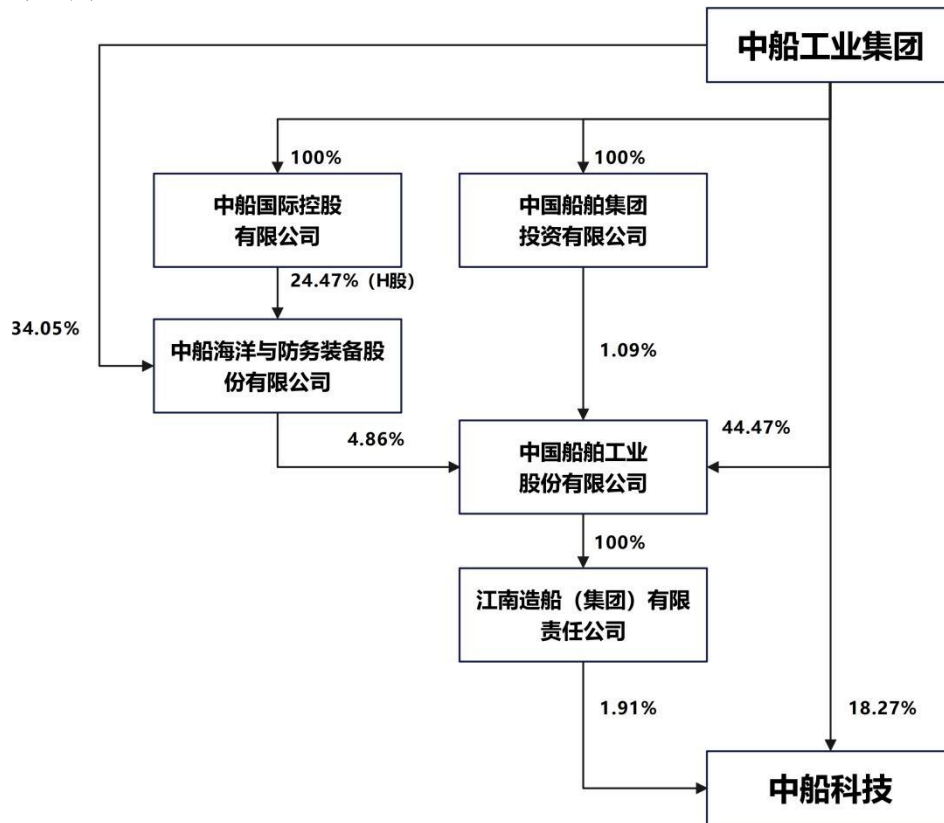 中船工业集团
100%
100%
中船国际控股
有限公司
中国船舶集团
投资有限公司
24.47%（H股）
34.05%
中船海洋与防务装备股
份有限公司
1.09%
4.86%
44.47%
中国船舶工业
股份有限公司
100%
江南造船（集团）有限
责任公司
1.91%
18.27%
中船科技